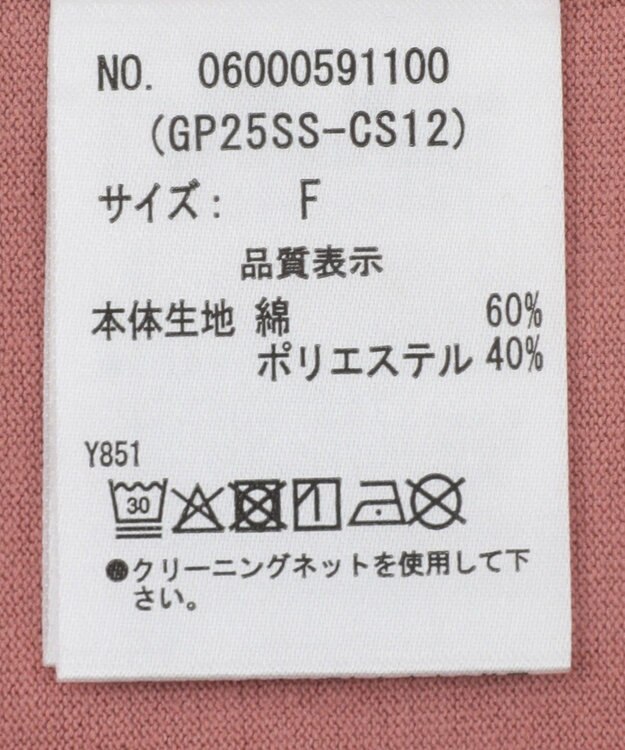 NO. 06000591100
(GP25SS-CS12)
サイズ: F
品質表示
本体生地 綿 60%
ポリエステル 40%
Y851
30
●クリーニングネットを使用して下
さい。